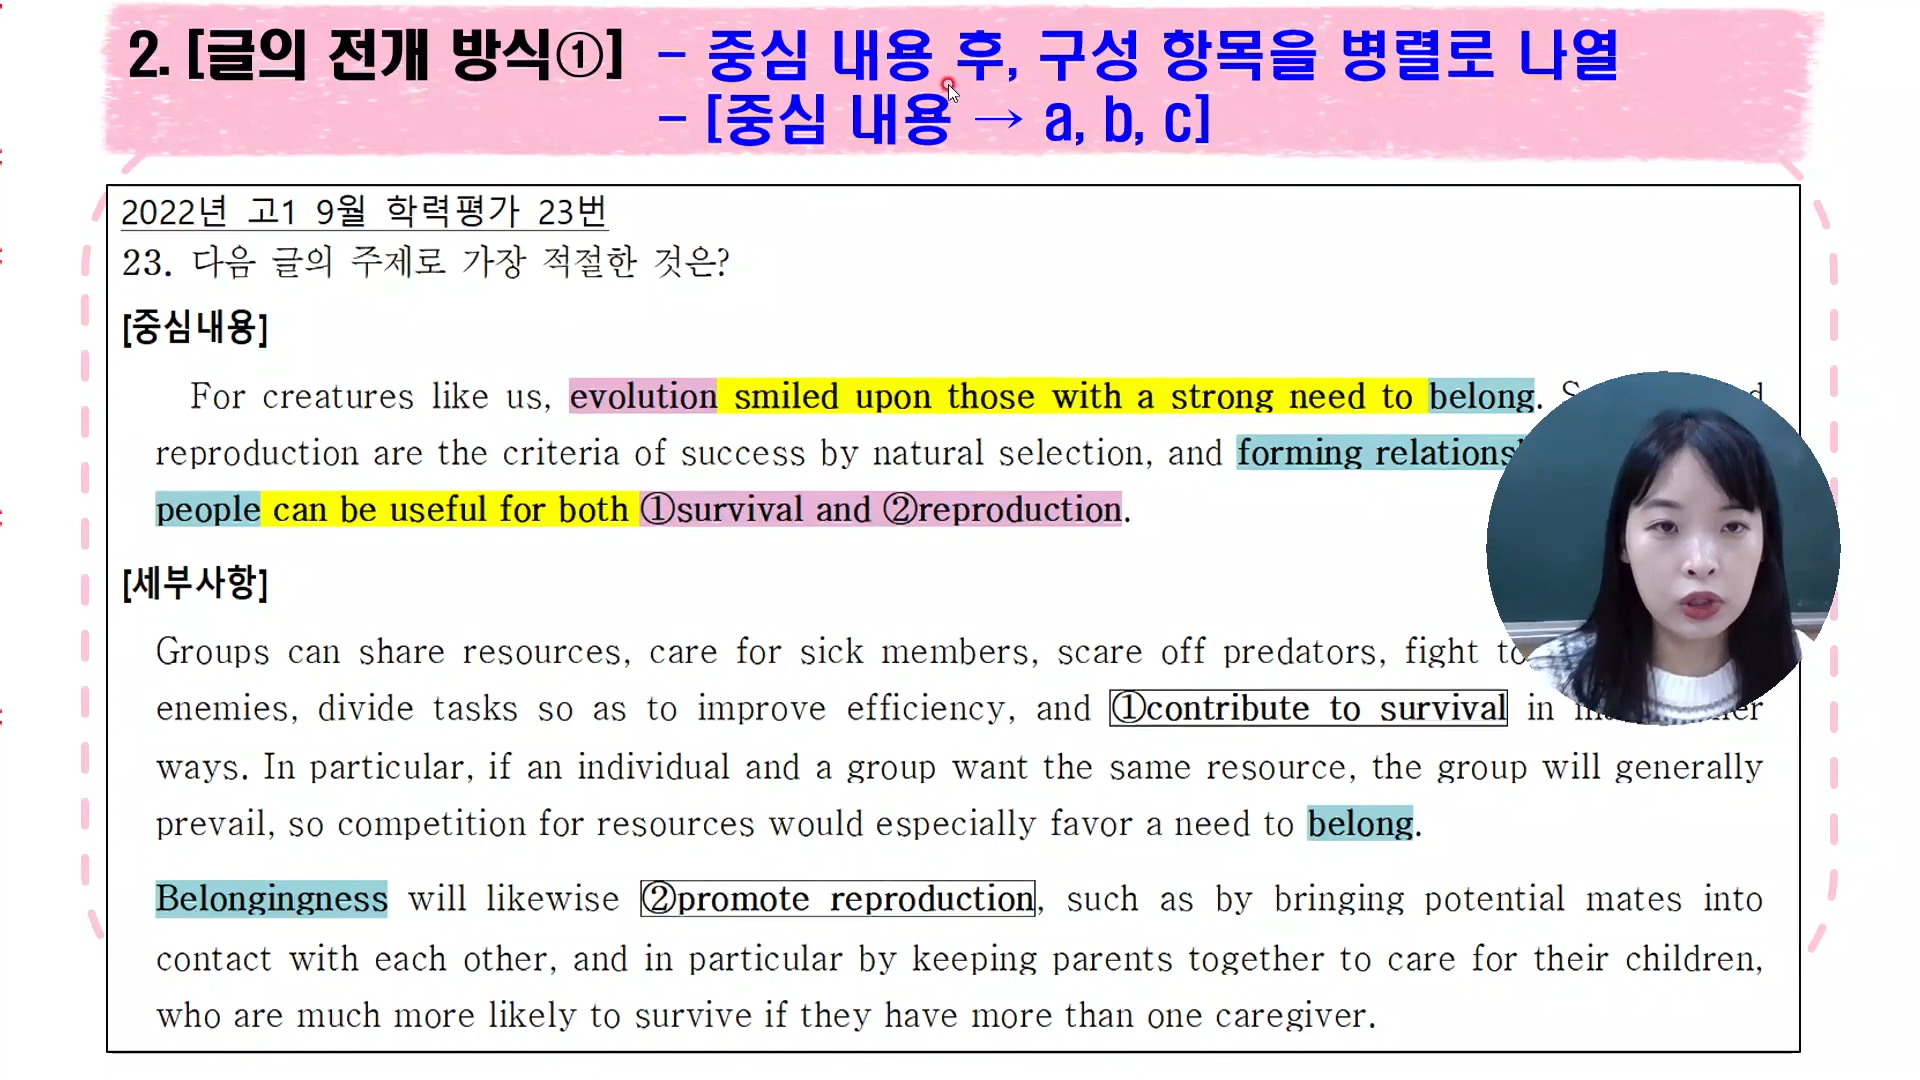 2. [글의 전개 방식①] - 중심 내용 후, 구성 항목을 병렬로 나열
- [중심 내용 → a, b, c]
2022년 고1 9월 학력평가 23번
23. 다음 글의 주제로 가장 적절한 것은?
[중심내용]
For creatures like us, evolution smiled upon those with a strong need to belong.
reproduction are the criteria of success by natural selection, and forming
people can be useful for both ①survival and ②reproduction.
[세부사항]
Groups can share resources, care for sick members, scare off predators, fight
enemies, divide tasks so as to improve efficiency, and ①contribute to survival in
ways. In particular, if an individual and a group want the same resource, the group will generally
prevail, so competition for resources would especially favor a need to belong.
Belongingness will likewise ②promote reproduction, such as by bringing potential mates into
contact with each other, and in particular by keeping parents together to care for their children,
who are much more likely to survive if they have more than one caregiver.